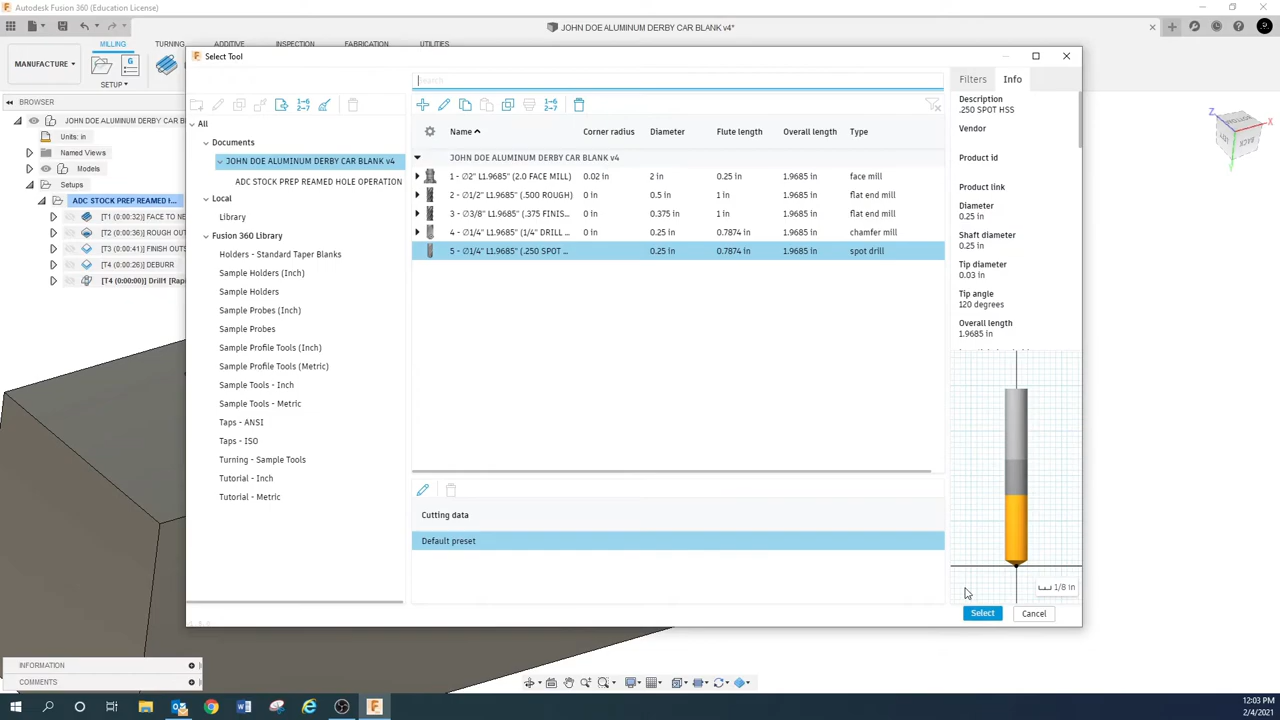 Autodesk Fusion 360 (Education License)
JOHN DOE ALUMINUM DERBY CAR BLANK v4*
MILLING TURNING ADDITIVE INSPECTION FABRICATION UTILITIES
MANUFACTURE
SETUP
BROWSER
JOHN DOE ALUMINUM DERBY CAR B
Units: in
Named Views
Models
Setups
ADC STOCK PREP REAMED H
[T1 (0:00:32)] FACE TO NE
[T2 (0:00:36)] ROUGH OUT
[T3 (0:00:41)] FINISH OUTS
[T4 (0:00:26)] DEBURR
[T4 (0:00:00)] Drill1 [Rap
Select Tool
All
Documents
JOHN DOE ALUMINUM DERBY CAR BLANK v4
ADC STOCK PREP REAMED HOLE OPERATION
Local
Library
Fusion 360 Library
Holders - Standard Taper Blanks
Sample Holders (Inch)
Sample Holders
Sample Probes (Inch)
Sample Probes
Sample Profile Tools (Inch)
Sample Profile Tools (Metric)
Sample Tools - Inch
Sample Tools - Metric
Taps - ANSI
Taps - ISO
Turning - Sample Tools
Tutorial - Inch
Tutorial - Metric
Search
Name Corner radius Diameter Flute length Overall length Type
JOHN DOE ALUMINUM DERBY CAR BLANK v4
1 - ∅2" L1.9685" (2.0 FACE MILL) 0.02 in 2 in 0.25 in 1.9685 in face mill
2 - ∅1/2" L1.9685" (.500 ROUGH) 0 in 0.5 in 1 in 1.9685 in flat end mill
3 - ∅3/8" L1.9685" (.375 FINIS... 0 in 0.375 in 1 in 1.9685 in flat end mill
4 - ∅1/4" L1.9685" (1/4" DRILL ... 0 in 0.25 in 0.7874 in 1.9685 in chamfer mill
5 - ∅1/4" L1.9685" (.250 SPOT ... 0.25 in 0.7874 in 1.9685 in spot drill
Cutting data
Default preset
Filters Info
Description
.250 SPOT HSS
Vendor
Product id
Product link
Diameter
0.25 in
Shaft diameter
0.25 in
Tip diameter
0.03 in
Tip angle
120 degrees
Overall length
1.9685 in
1/8 in
Select Cancel
BACK
X
Z
INFORMATION
COMMENTS
12:03 PM
2/4/2021